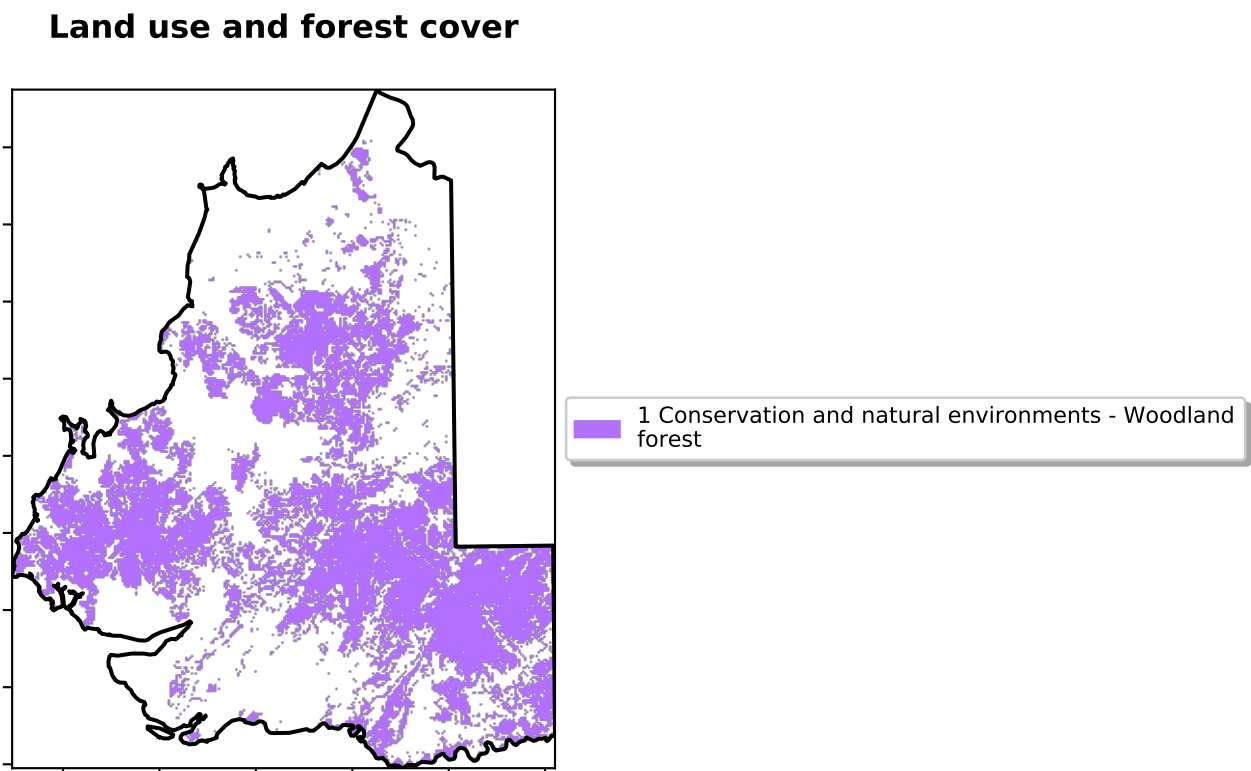 Land use and forest cover
1 Conservation and natural environments - Woodland
forest